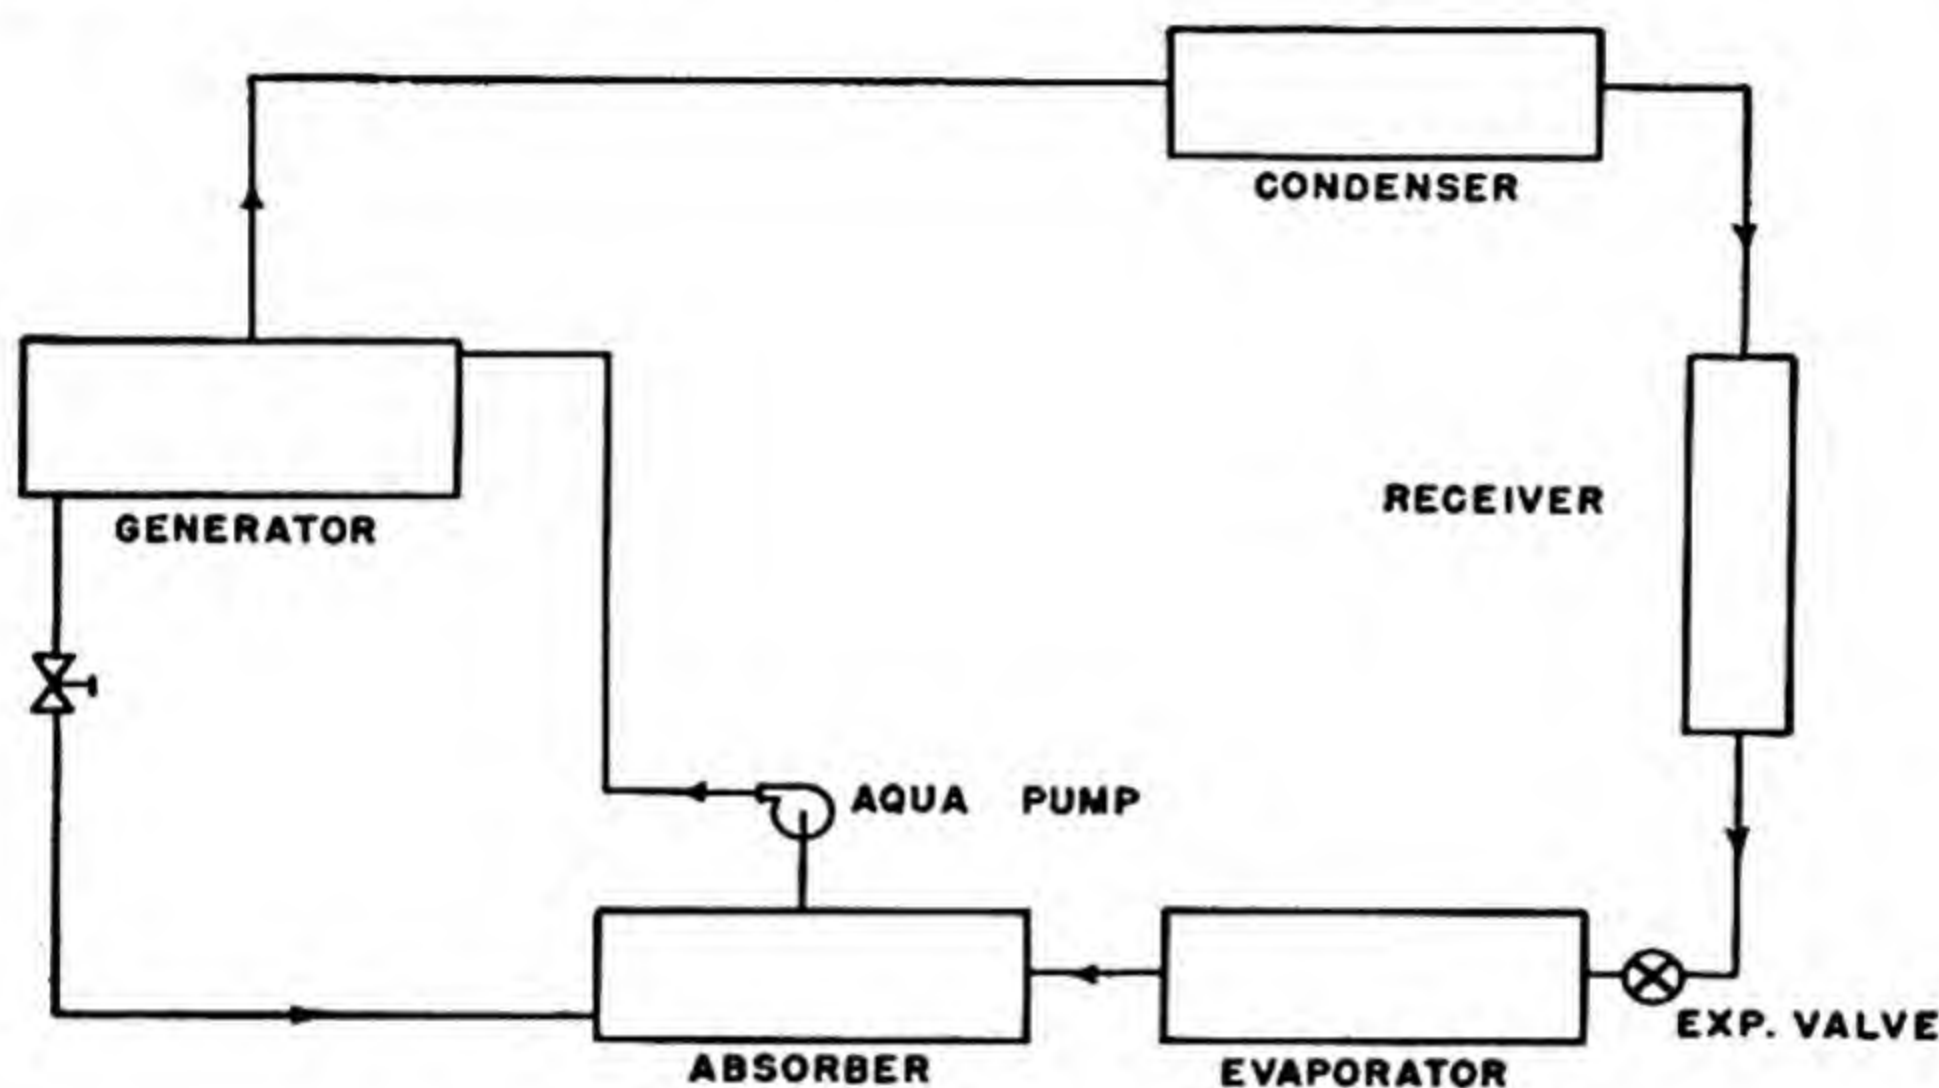 CONDENSER
RECEIVER
GENERATOR
AQUA PUMP
EXP. VALVE
ABSORBER
EVAPORATOR